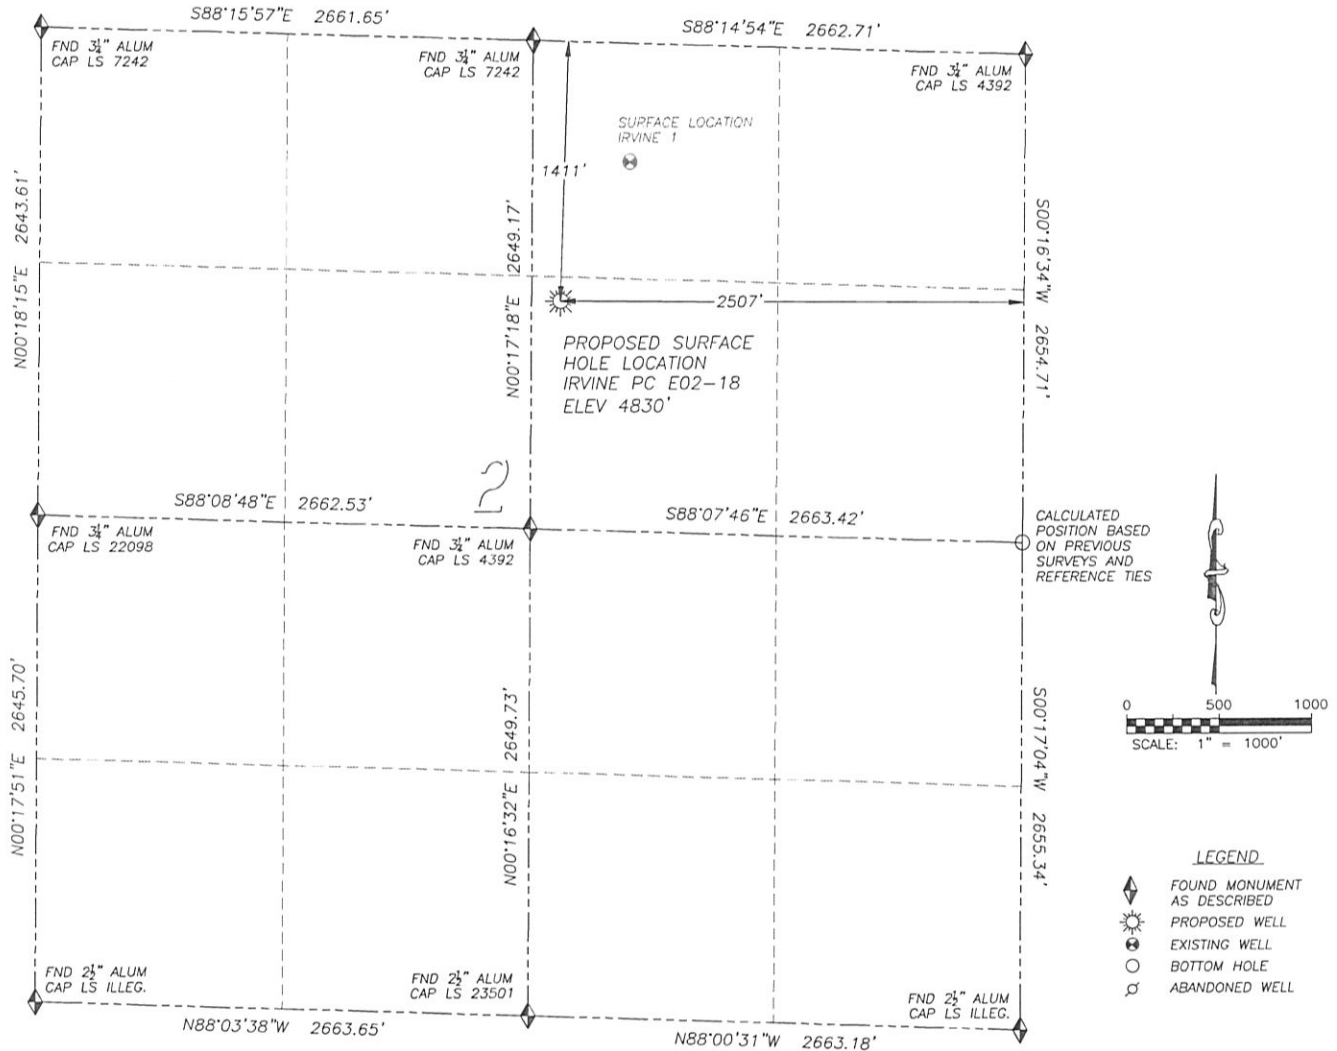 S88°15'57"E 2661.65'
S88°14'54"E 2662.71'
FND 3¼" ALUM
CAP LS 7242
FND 3¼" ALUM
CAP LS 7242
FND 3¼" ALUM
CAP LS 4392
SURFACE LOCATION
IRVINE 1
1411'
N00°18'15"E 2643.61'
N00°17'18"E 2649.17'
S00°16'34"W 2654.71'
2507'
PROPOSED SURFACE
HOLE LOCATION
IRVINE PC E02-18
ELEV 4830'
2
S88°08'48"E 2662.53'
S88°07'46"E 2663.42'
FND 3¼" ALUM
CAP LS 22098
FND 3¼" ALUM
CAP LS 4392
CALCULATED
POSITION BASED
ON PREVIOUS
SURVEYS AND
REFERENCE TIES
N00°17'51"E 2645.70'
N00°16'32"E 2649.73'
S00°17'04"W 2655.34'
0 500 1000
SCALE: 1" = 1000'
LEGEND
FOUND MONUMENT
AS DESCRIBED
PROPOSED WELL
EXISTING WELL
BOTTOM HOLE
ABANDONED WELL
FND 2½" ALUM
CAP LS ILLEG.
FND 2½" ALUM
CAP LS 23501
FND 2½" ALUM
CAP LS ILLEG.
N88°03'38"W 2663.65'
N88°00'31"W 2663.18'